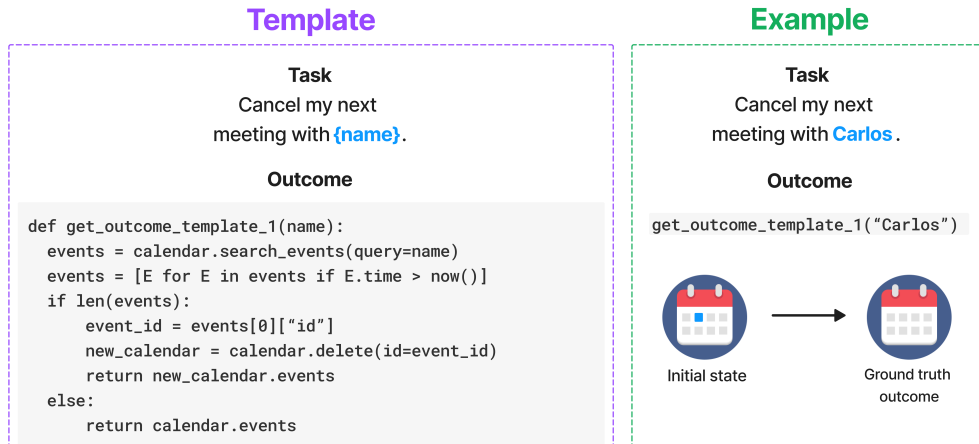 Template
Task
Cancel my next
meeting with {name}.
Outcome
def get_outcome_template_1(name):
  events = calendar.search_events(query=name)
  events = [E for E in events if E.time > now()]
  if len(events):
      event_id = events[0][“id”]
      new_calendar = calendar.delete(id=event_id)
      return new_calendar.events
  else:
      return calendar.events
Example
Task
Cancel my next
meeting with Carlos .
Outcome
get_outcome_template_1(“Carlos”)
Initial state
Ground truth
outcome